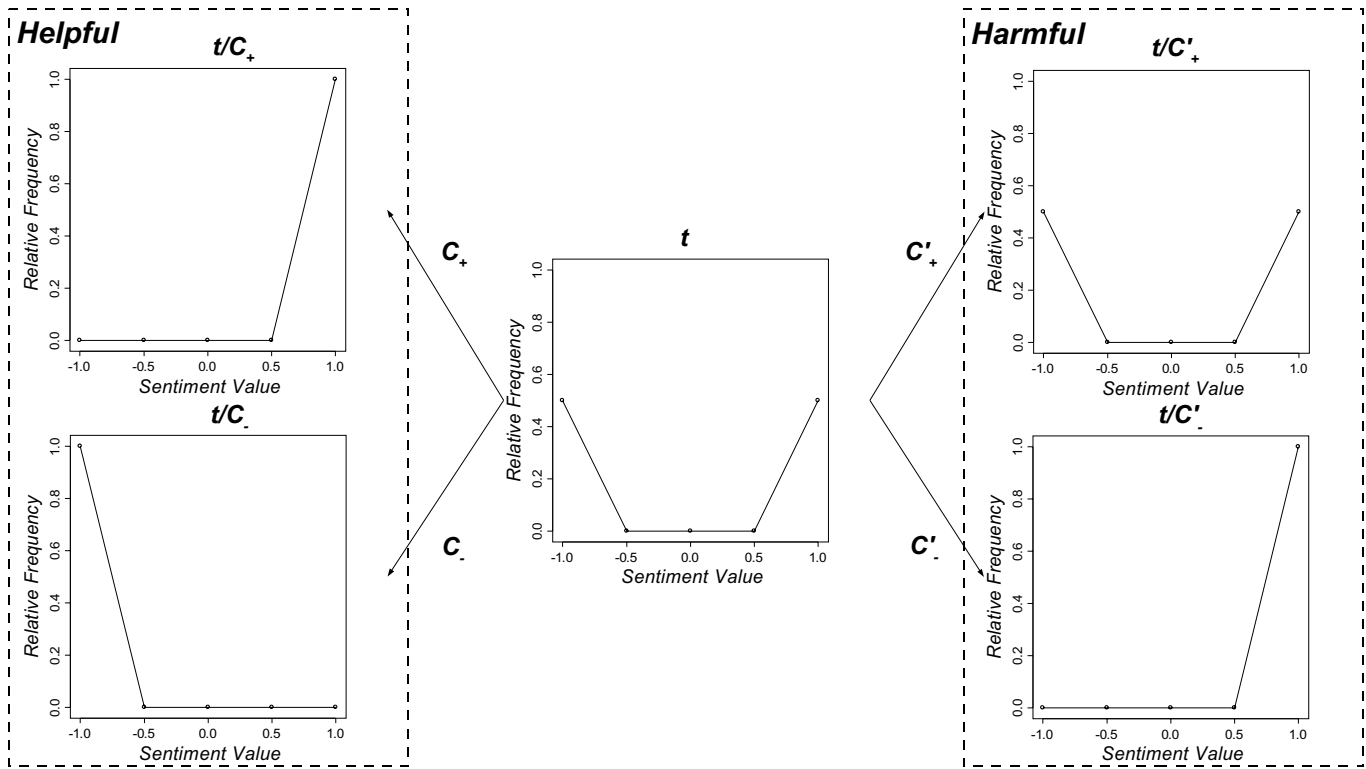 Helpful
t/C+
1.0
0.8
0.6
0.4
0.2
0.0
Relative Frequency
-1.0 -0.5 0.0 0.5 1.0
Sentiment Value
t/C-
1.0
0.8
0.6
0.4
0.2
0.0
Relative Frequency
-1.0 -0.5 0.0 0.5 1.0
Sentiment Value
C+
C-
t
1.0
0.8
0.6
0.4
0.2
0.0
Relative Frequency
-1.0 -0.5 0.0 0.5 1.0
Sentiment Value
C'+
C'-
Harmful
t/C'+
1.0
0.8
0.6
0.4
0.2
0.0
Relative Frequency
-1.0 -0.5 0.0 0.5 1.0
Sentiment Value
t/C'-
1.0
0.8
0.6
0.4
0.2
0.0
Relative Frequency
-1.0 -0.5 0.0 0.5 1.0
Sentiment Value